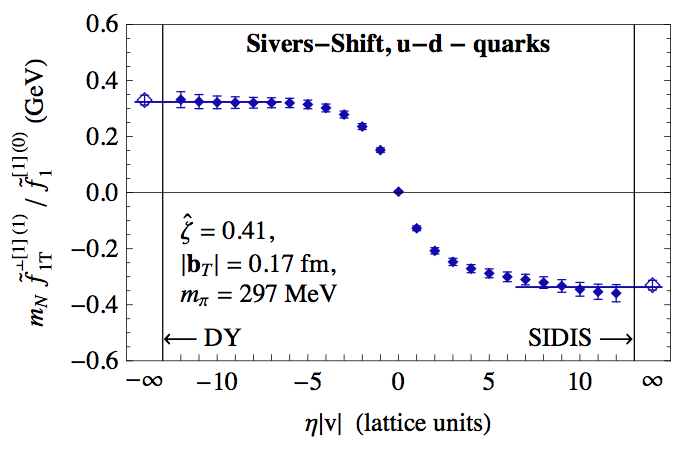 Sivers−Shift, u−d − quarks
m_N f̃_{1T}^{⊥[1](1)} / f̃_1^{[1](0)} (GeV)
0.6
0.4
0.2
0.0
−0.2
−0.4
−0.6
ζ̂ = 0.41,
|b_T| = 0.17 fm,
m_π = 297 MeV
⟵ DY
SIDIS ⟶
−∞ −10 −5 0 5 10 ∞
η|v| (lattice units)